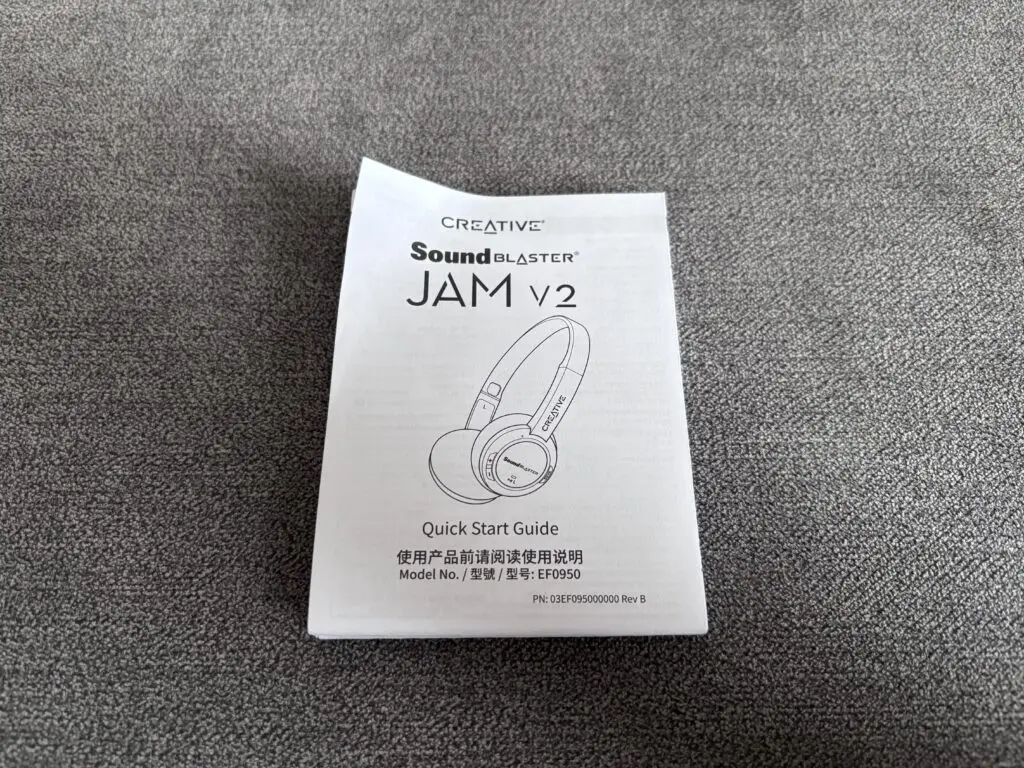 CREATIVE®
Sound BLASTER®
JAM V2
L
CREATIVE
Sound BLASTER
Quick Start Guide
使用产品前请阅读使用说明
Model No. / 型號 / 型号: EF0950
PN: 03EF095000000 Rev B